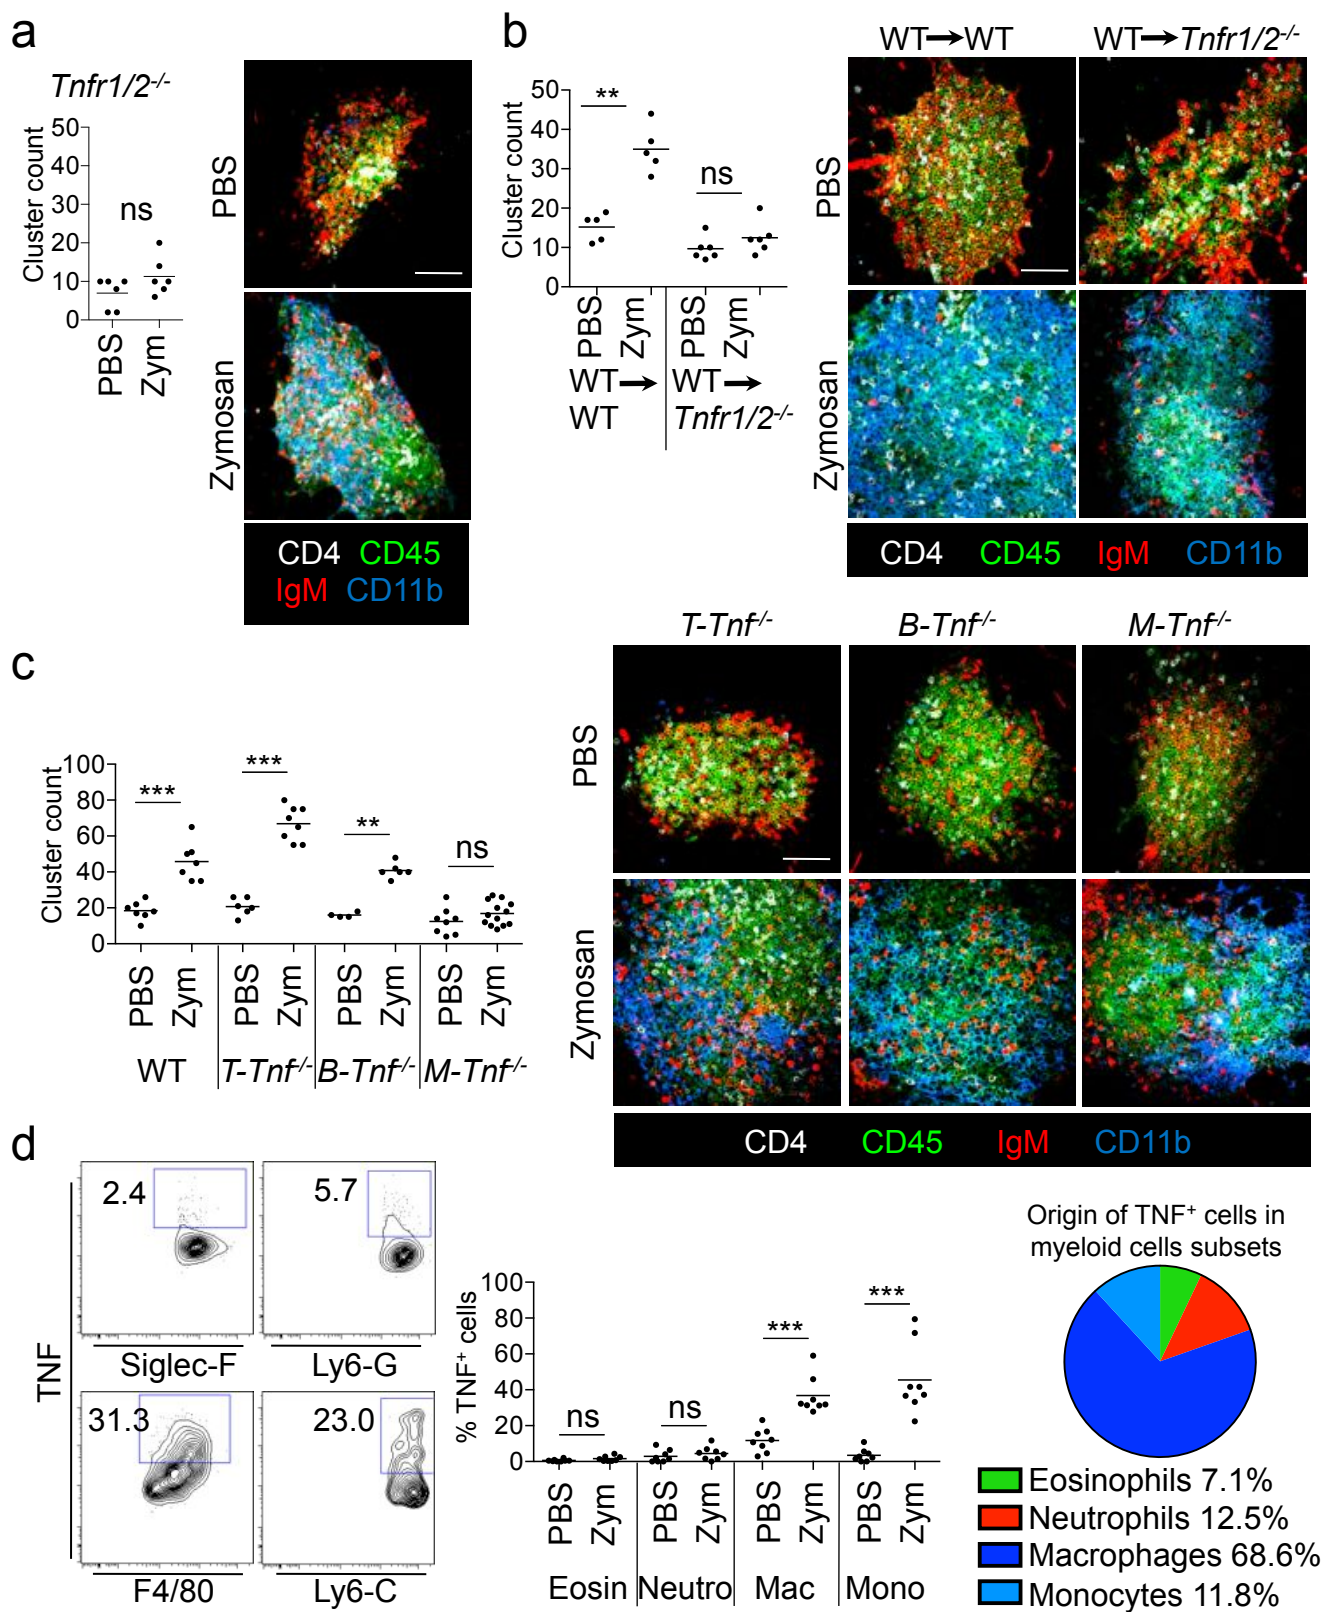 a
Tnfr1/2-/-
Cluster count
50
40
30
20
10
0
ns
PBS
Zym
PBS
Zymosan
CD4 CD45
IgM CD11b
b
Cluster count
50
40
30
20
10
0
**
ns
PBS
Zym
PBS
Zym
WT→
WT
WT→
Tnfr1/2-/-
WT→WT
WT→Tnfr1/2-/-
PBS
Zymosan
CD4 CD45 IgM CD11b
c
Cluster count
100
80
60
40
20
0
***
***
**
ns
PBS
Zym
PBS
Zym
PBS
Zym
PBS
Zym
WT
T-Tnf-/-
B-Tnf-/-
M-Tnf-/-
T-Tnf-/-
B-Tnf-/-
M-Tnf-/-
PBS
Zymosan
CD4 CD45 IgM CD11b
d
TNF
2.4
Siglec-F
5.7
Ly6-G
31.3
F4/80
23.0
Ly6-C
% TNF+ cells
100
80
60
40
20
0
ns
ns
***
***
PBS
Zym
PBS
Zym
PBS
Zym
PBS
Zym
Eosin
Neutro
Mac
Mono
Origin of TNF+ cells in
myeloid cells subsets
Eosinophils 7.1%
Neutrophils 12.5%
Macrophages 68.6%
Monocytes 11.8%